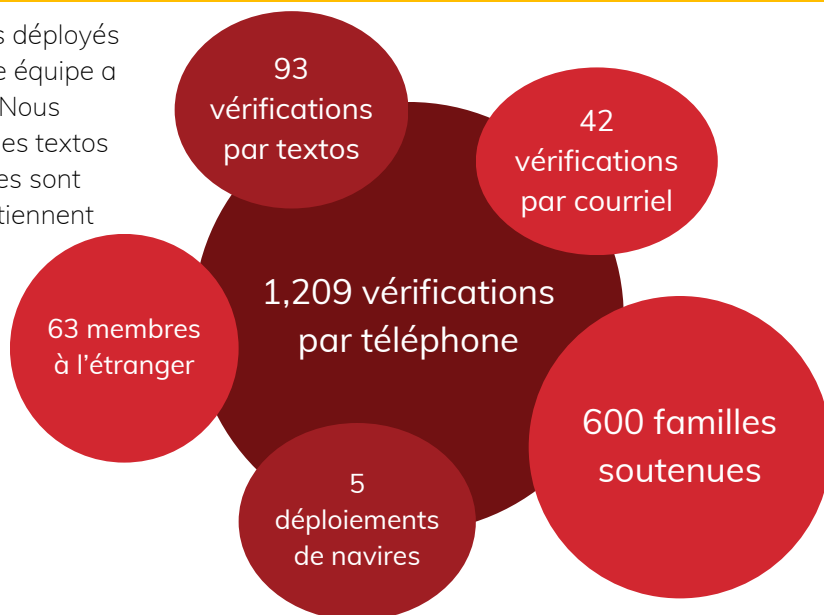 s déployés
e équipe a
Nous
es textos
es sont
tiennent
93
vérifications
par textos
42
vérifications
par courriel
1,209 vérifications
par téléphone
63 membres
à l’étranger
600 familles
soutenues
5
déploiements
de navires